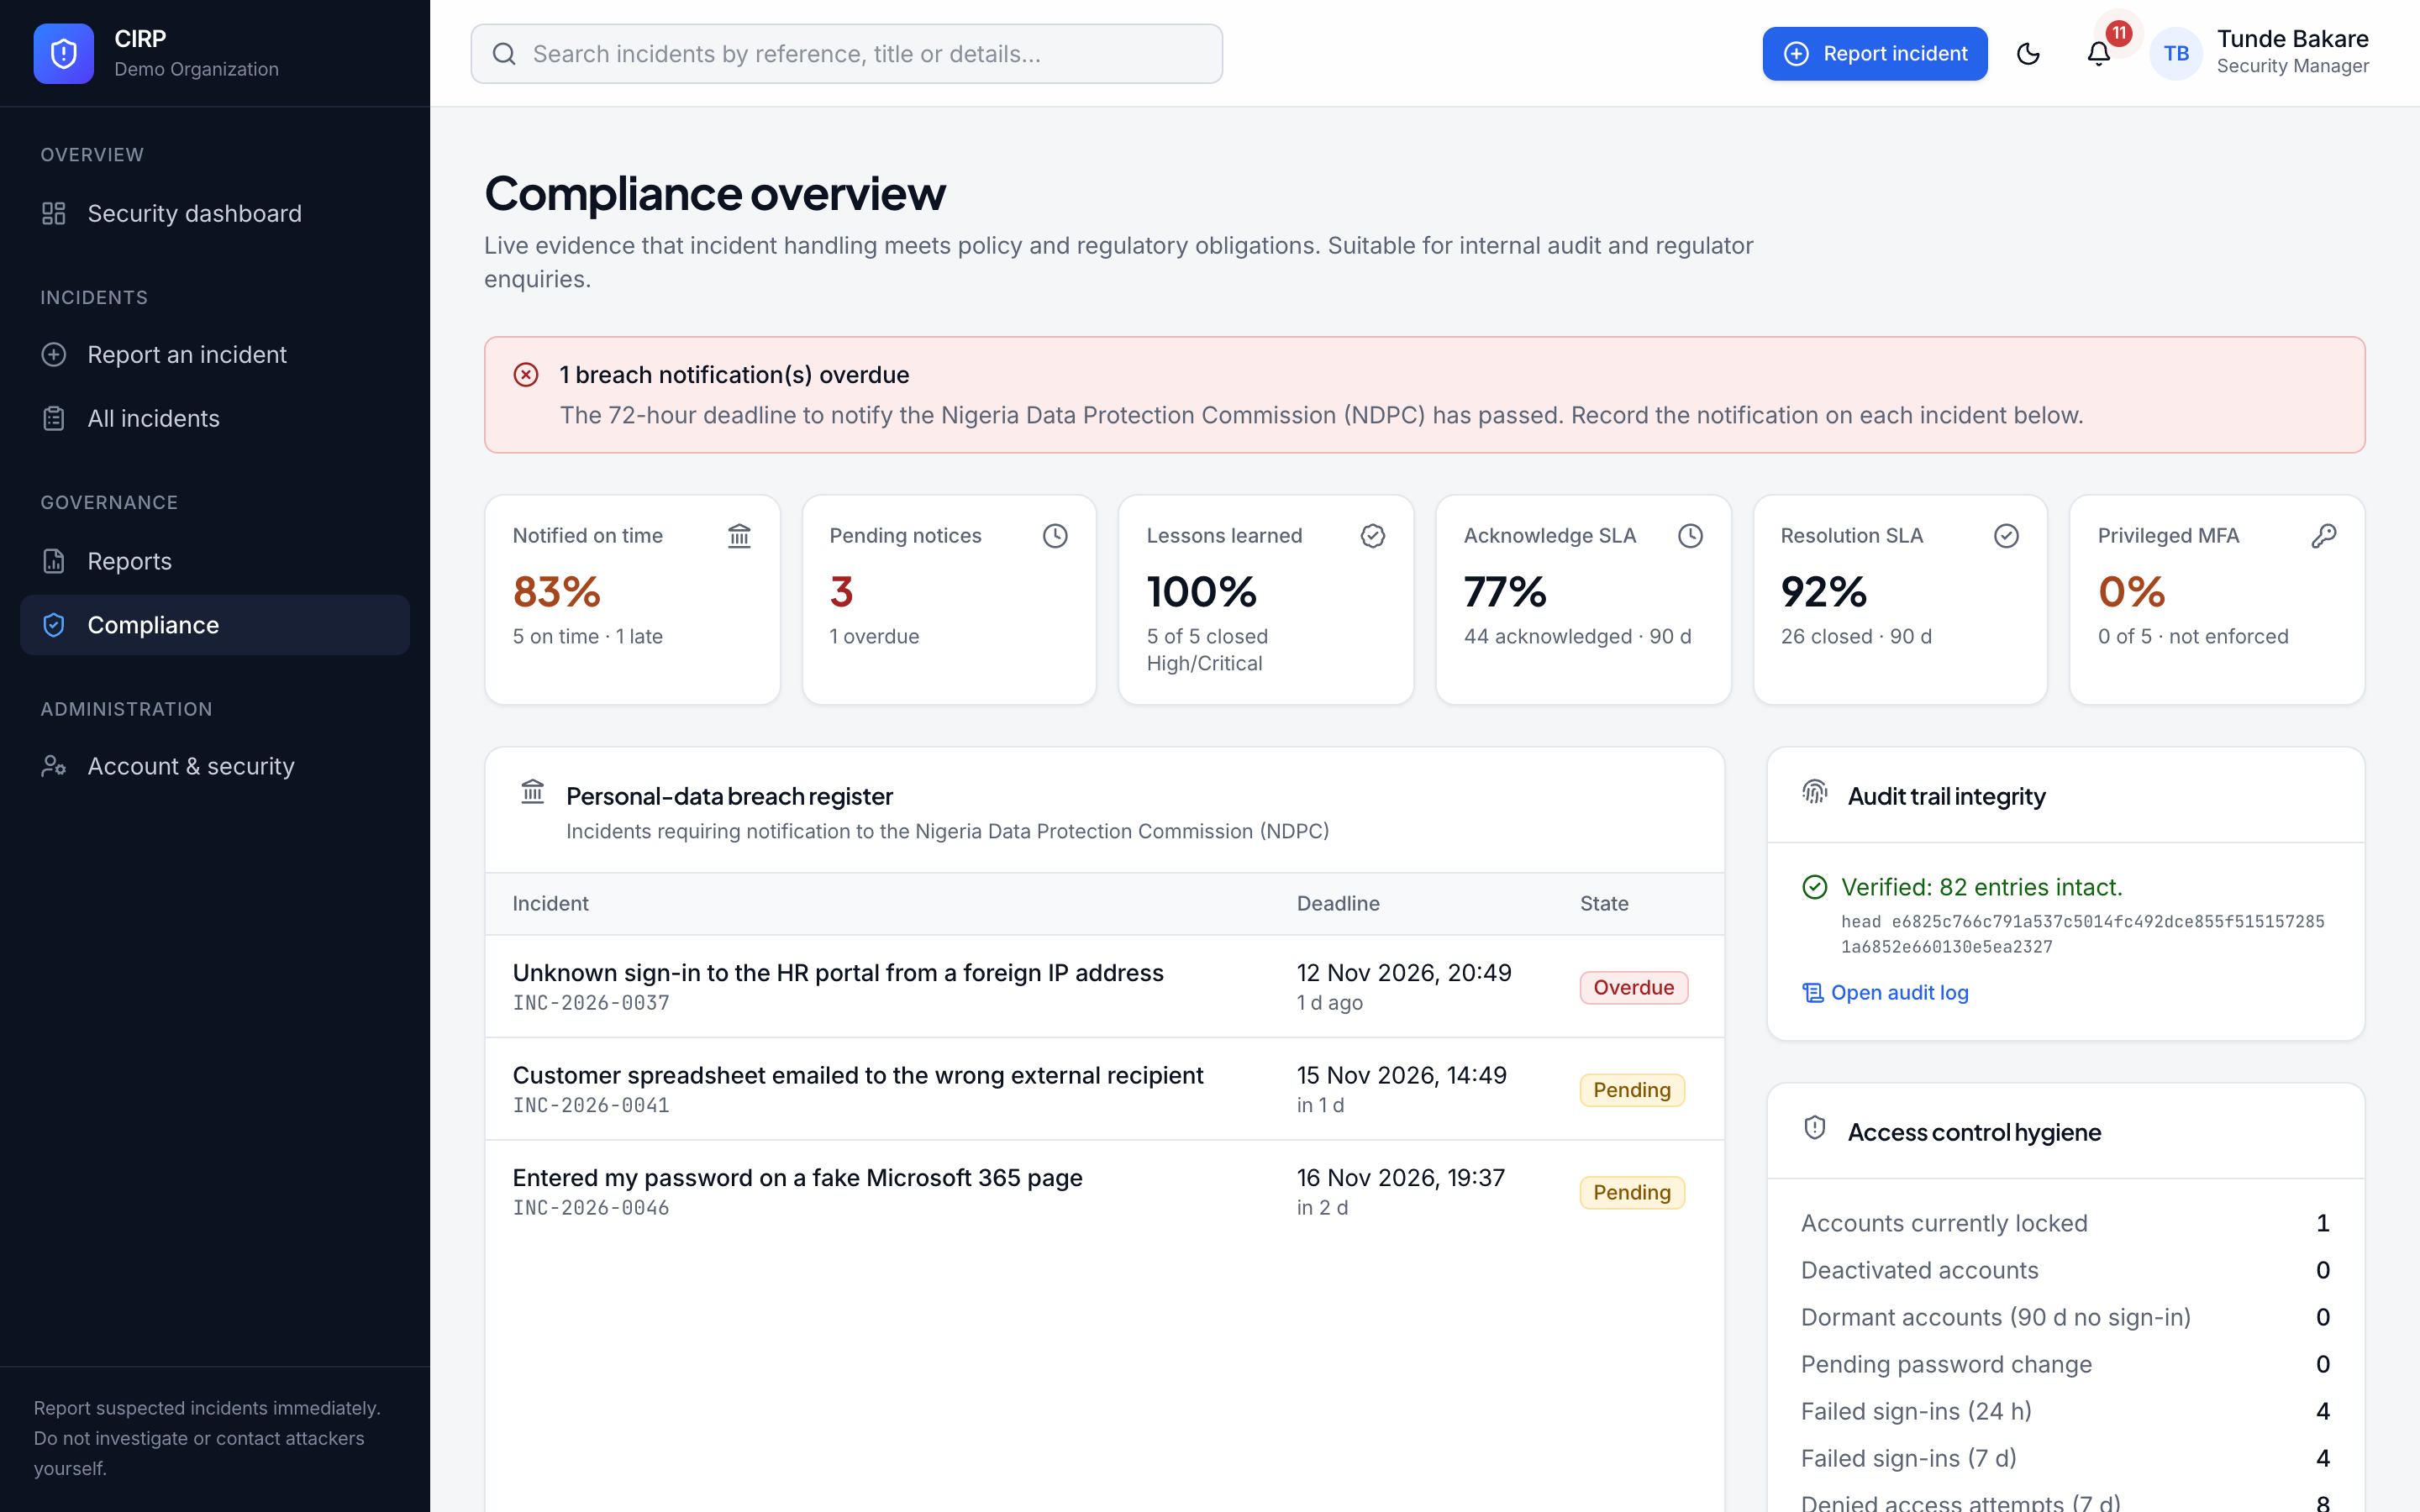 CIRP
Demo Organization
OVERVIEW
Security dashboard
INCIDENTS
Report an incident
All incidents
GOVERNANCE
Reports
Compliance
ADMINISTRATION
Account & security
Report suspected incidents immediately.
Do not investigate or contact attackers
yourself.
Search incidents by reference, title or details...
Report incident
11
TB
Tunde Bakare
Security Manager
Compliance overview
Live evidence that incident handling meets policy and regulatory obligations. Suitable for internal audit and regulator
enquiries.
1 breach notification(s) overdue
The 72-hour deadline to notify the Nigeria Data Protection Commission (NDPC) has passed. Record the notification on each incident below.
Notified on time
83%
5 on time · 1 late
Pending notices
3
1 overdue
Lessons learned
100%
5 of 5 closed
High/Critical
Acknowledge SLA
77%
44 acknowledged · 90 d
Resolution SLA
92%
26 closed · 90 d
Privileged MFA
0%
0 of 5 · not enforced
Personal-data breach register
Incidents requiring notification to the Nigeria Data Protection Commission (NDPC)
Incident Deadline State
Unknown sign-in to the HR portal from a foreign IP address 12 Nov 2026, 20:49 Overdue
INC-2026-0037 1 d ago
Customer spreadsheet emailed to the wrong external recipient 15 Nov 2026, 14:49 Pending
INC-2026-0041 in 1 d
Entered my password on a fake Microsoft 365 page 16 Nov 2026, 19:37 Pending
INC-2026-0046 in 2 d
Audit trail integrity
Verified: 82 entries intact.
head e6825c766c791a537c5014fc492dce855f515157285
1a6852e660130e5ea2327
Open audit log
Access control hygiene
Accounts currently locked 1
Deactivated accounts 0
Dormant accounts (90 d no sign-in) 0
Pending password change 0
Failed sign-ins (24 h) 4
Failed sign-ins (7 d) 4
Denied access attempts (7 d) 8